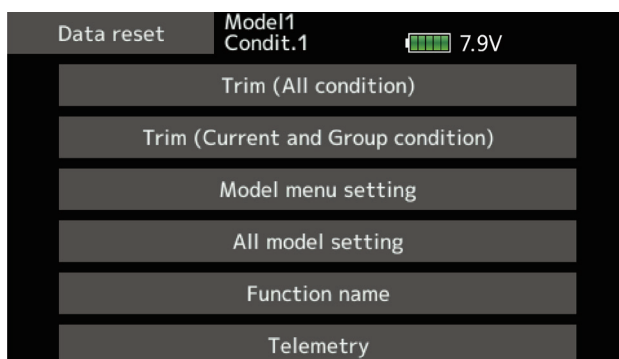 Data reset
Model1
Condit.1
7.9V
Trim (All condition)
Trim (Current and Group condition)
Model menu setting
All model setting
Function name
Telemetry